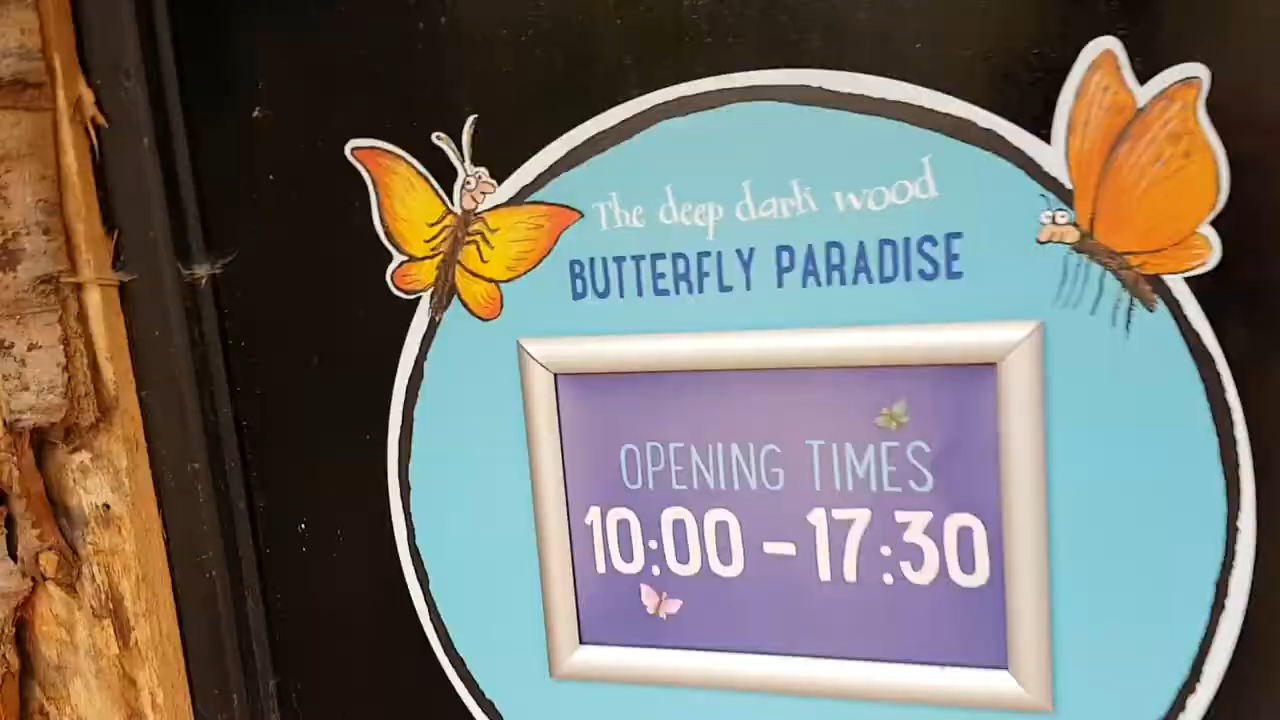 The deep dark wood
BUTTERFLY PARADISE
OPENING TIMES
10:00 - 17:30